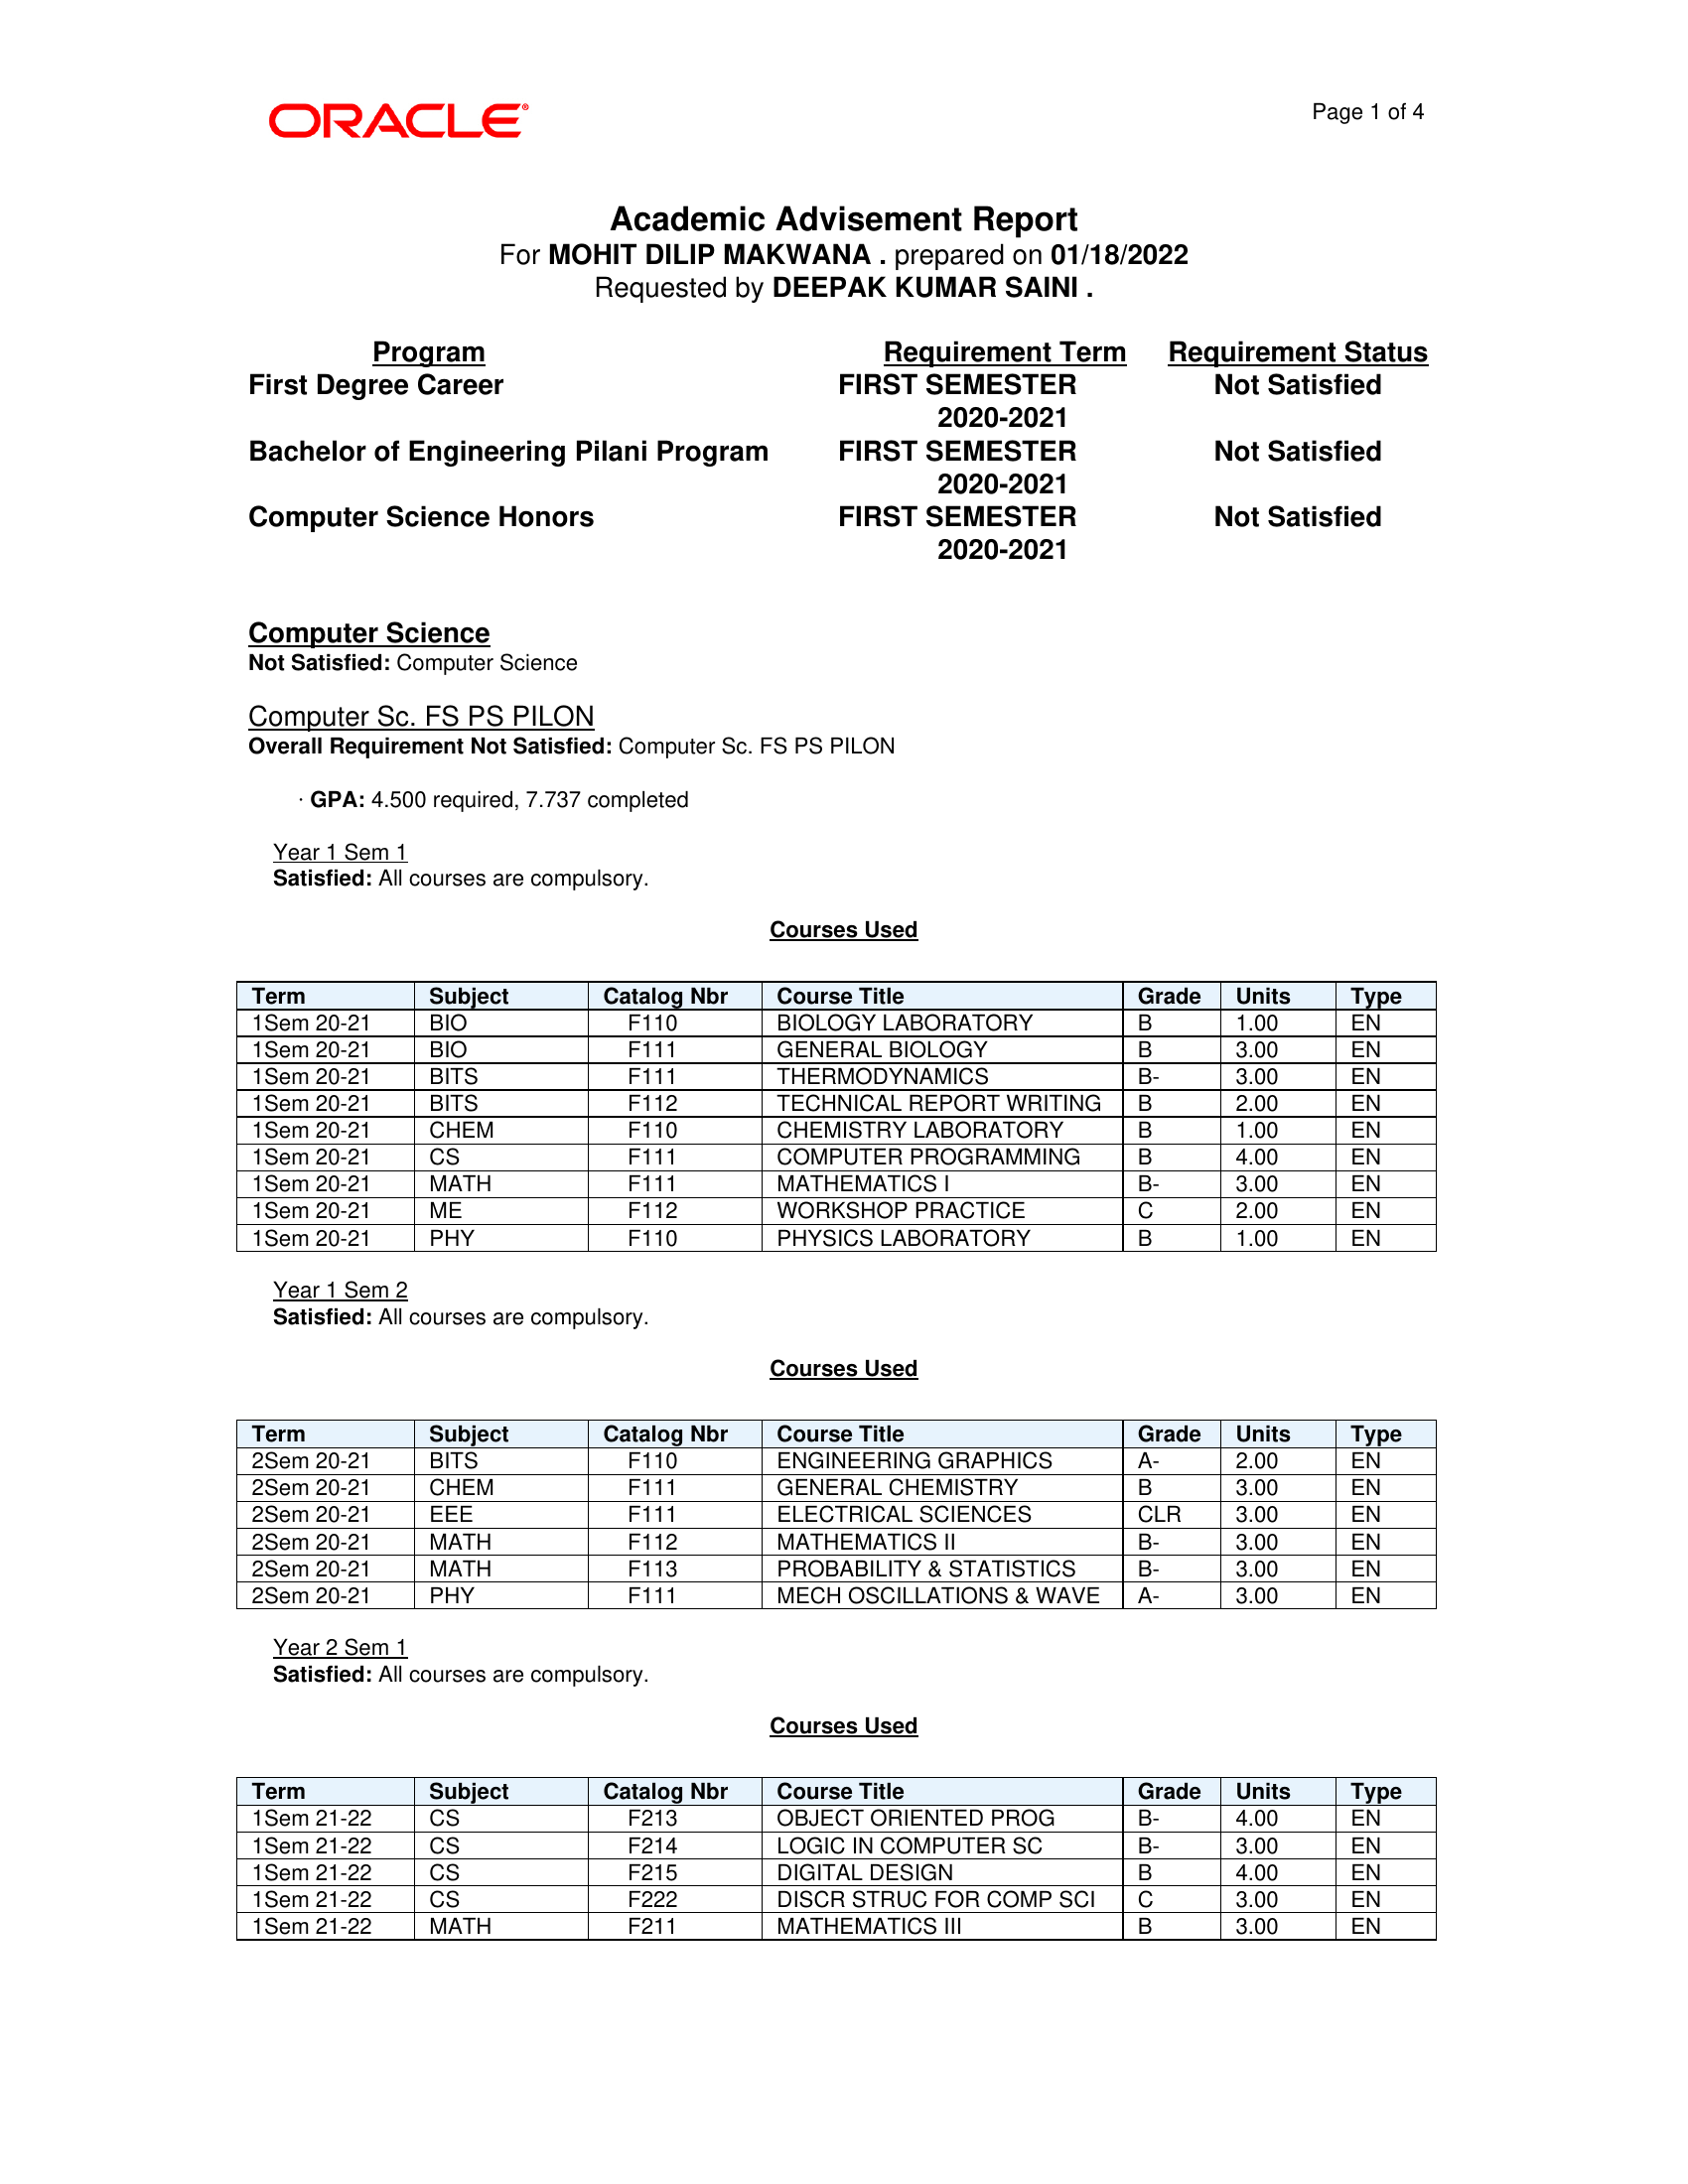 ORACLE®
Page 1 of 4
Academic Advisement Report
For MOHIT DILIP MAKWANA . prepared on 01/18/2022
Requested by DEEPAK KUMAR SAINI .
Program Requirement Term Requirement Status
First Degree Career FIRST SEMESTER Not Satisfied
2020-2021
Bachelor of Engineering Pilani Program FIRST SEMESTER Not Satisfied
2020-2021
Computer Science Honors FIRST SEMESTER Not Satisfied
2020-2021
Computer Science
Not Satisfied: Computer Science
Computer Sc. FS PS PILON
Overall Requirement Not Satisfied: Computer Sc. FS PS PILON
· GPA: 4.500 required, 7.737 completed
Year 1 Sem 1
Satisfied: All courses are compulsory.
Courses Used
Term Subject Catalog Nbr Course Title Grade Units Type
1Sem 20-21 BIO F110 BIOLOGY LABORATORY B 1.00 EN
1Sem 20-21 BIO F111 GENERAL BIOLOGY B 3.00 EN
1Sem 20-21 BITS F111 THERMODYNAMICS B- 3.00 EN
1Sem 20-21 BITS F112 TECHNICAL REPORT WRITING B 2.00 EN
1Sem 20-21 CHEM F110 CHEMISTRY LABORATORY B 1.00 EN
1Sem 20-21 CS F111 COMPUTER PROGRAMMING B 4.00 EN
1Sem 20-21 MATH F111 MATHEMATICS I B- 3.00 EN
1Sem 20-21 ME F112 WORKSHOP PRACTICE C 2.00 EN
1Sem 20-21 PHY F110 PHYSICS LABORATORY B 1.00 EN
Year 1 Sem 2
Satisfied: All courses are compulsory.
Courses Used
Term Subject Catalog Nbr Course Title Grade Units Type
2Sem 20-21 BITS F110 ENGINEERING GRAPHICS A- 2.00 EN
2Sem 20-21 CHEM F111 GENERAL CHEMISTRY B 3.00 EN
2Sem 20-21 EEE F111 ELECTRICAL SCIENCES CLR 3.00 EN
2Sem 20-21 MATH F112 MATHEMATICS II B- 3.00 EN
2Sem 20-21 MATH F113 PROBABILITY & STATISTICS B- 3.00 EN
2Sem 20-21 PHY F111 MECH OSCILLATIONS & WAVE A- 3.00 EN
Year 2 Sem 1
Satisfied: All courses are compulsory.
Courses Used
Term Subject Catalog Nbr Course Title Grade Units Type
1Sem 21-22 CS F213 OBJECT ORIENTED PROG B- 4.00 EN
1Sem 21-22 CS F214 LOGIC IN COMPUTER SC B- 3.00 EN
1Sem 21-22 CS F215 DIGITAL DESIGN B 4.00 EN
1Sem 21-22 CS F222 DISCR STRUC FOR COMP SCI C 3.00 EN
1Sem 21-22 MATH F211 MATHEMATICS III B 3.00 EN